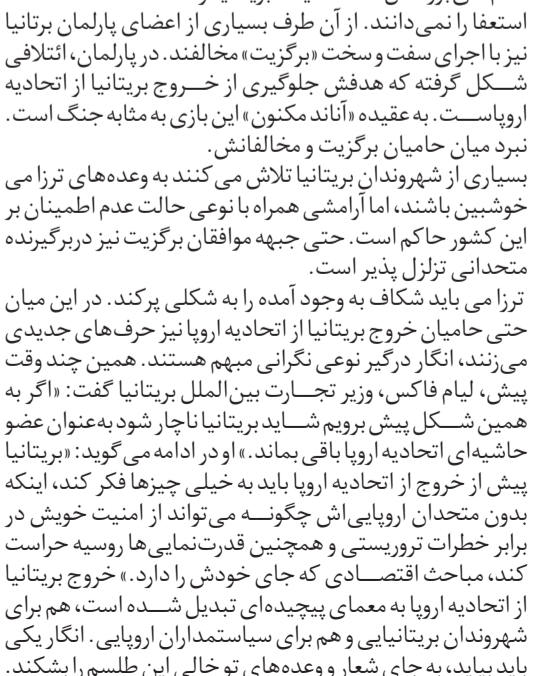 استعفا را نمی‌دانند. از آن طرف بسیاری از اعضای پارلمان برتانیا
نیز با اجرای سفت و سخت «برگزیت» مخالفند. در پارلمان، ائتلافی
شکل گرفته که هدفش جلوگیری از خروج بریتانیا از اتحادیه
اروپاست. به عقیده «آناند مکنون» این بازی به مثابه جنگ است.
نبرد میان حامیان برگزیت و مخالفانش.
بسیاری از شهروندان بریتانیا تلاش می‌کنند به وعده‌های ترزا می
خوشبین باشند، اما آرامشی همراه با نوعی حالت عدم اطمینان بر
این کشور حاکم است. حتی جبهه موافقان برگزیت نیز دربرگیرنده
متحدانی تزلزل پذیر است.
ترزا می باید شکاف به وجود آمده را به شکلی پرکند. در این میان
حتی حامیان خروج بریتانیا از اتحادیه اروپا نیز حرف‌های جدیدی
می‌زنند، انگار درگیر نوعی نگرانی مبهم هستند. همین چند وقت
پیش، لیام فاکس، وزیر تجارت بین‌الملل بریتانیا گفت: «اگر به
همین شکل پیش برویم شاید بریتانیا ناچار شود به‌عنوان عضو
حاشیه‌ای اتحادیه اروپا باقی بماند.» او در ادامه می‌گوید: «بریتانیا
پیش از خروج از اتحادیه اروپا باید به خیلی چیزها فکر کند، اینکه
بدون متحدان اروپایی‌اش چگونه می‌تواند از امنیت خویش در
برابر خطرات تروریستی و همچنین قدرت‌نمایی‌ها روسیه حراست
کند، مباحث اقتصادی که جای خودش را دارد.» خروج بریتانیا
از اتحادیه اروپا به معمای پیچیده‌ای تبدیل شده است، هم برای
شهروندان بریتانیایی و هم برای سیاستمداران اروپایی. انگار یکی
باید بیاید، به جای شعار و وعده‌های توخالی این طلسم را بشکند.